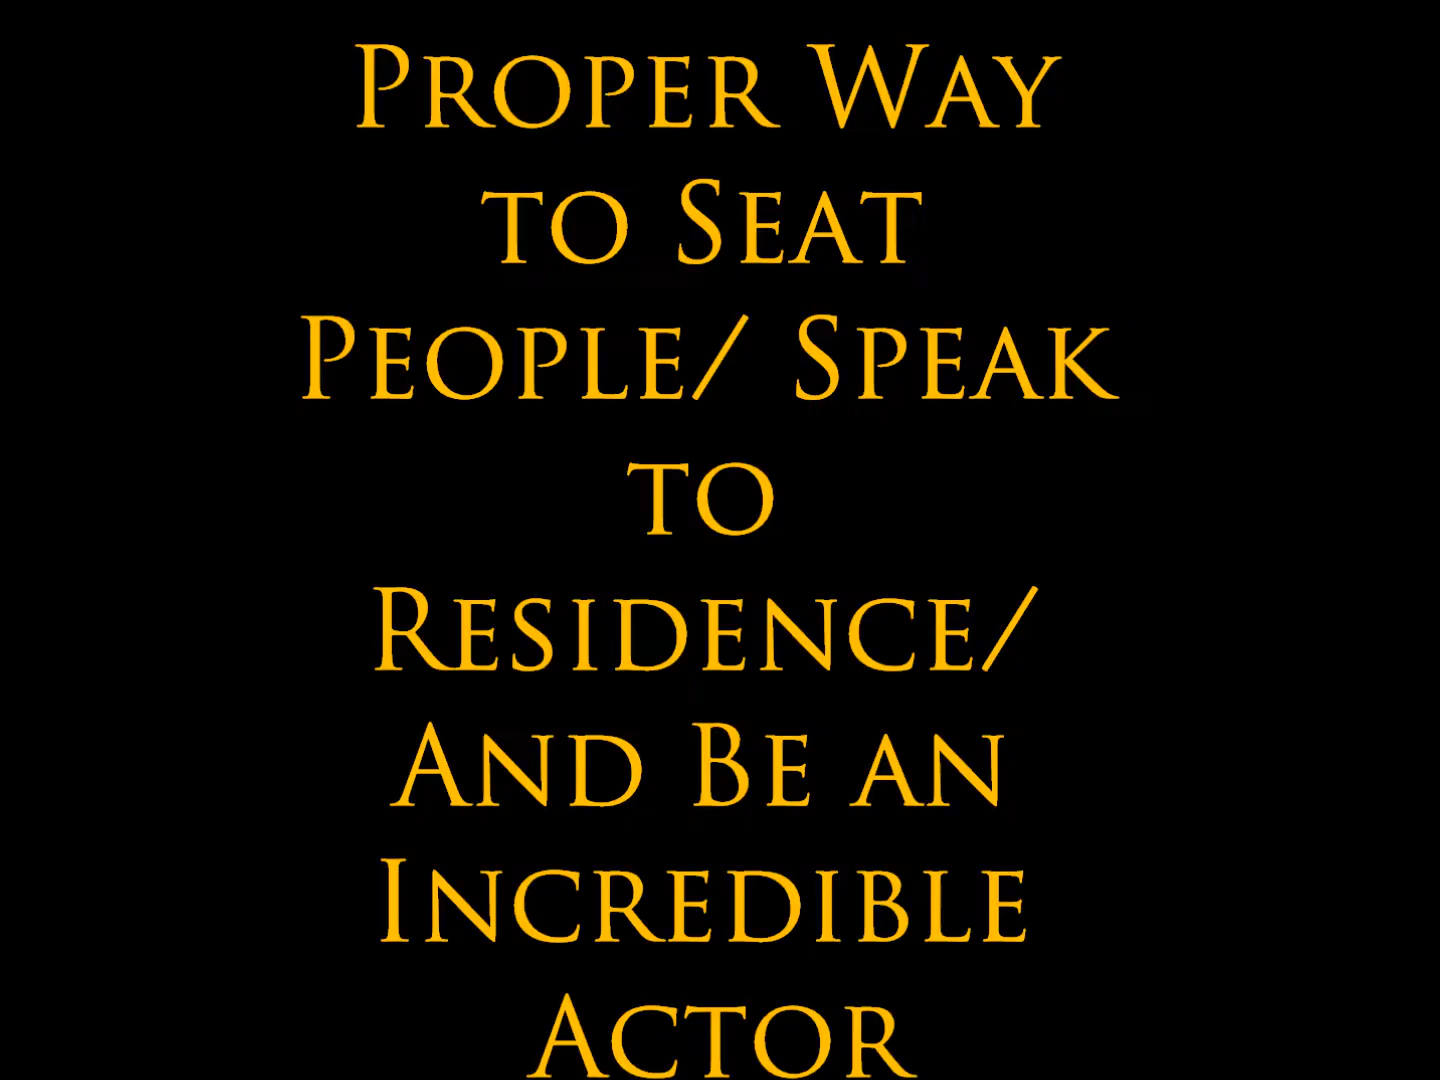 Proper Way
to Seat
People/ Speak
to
Residence/
And Be an
Incredible
Actor